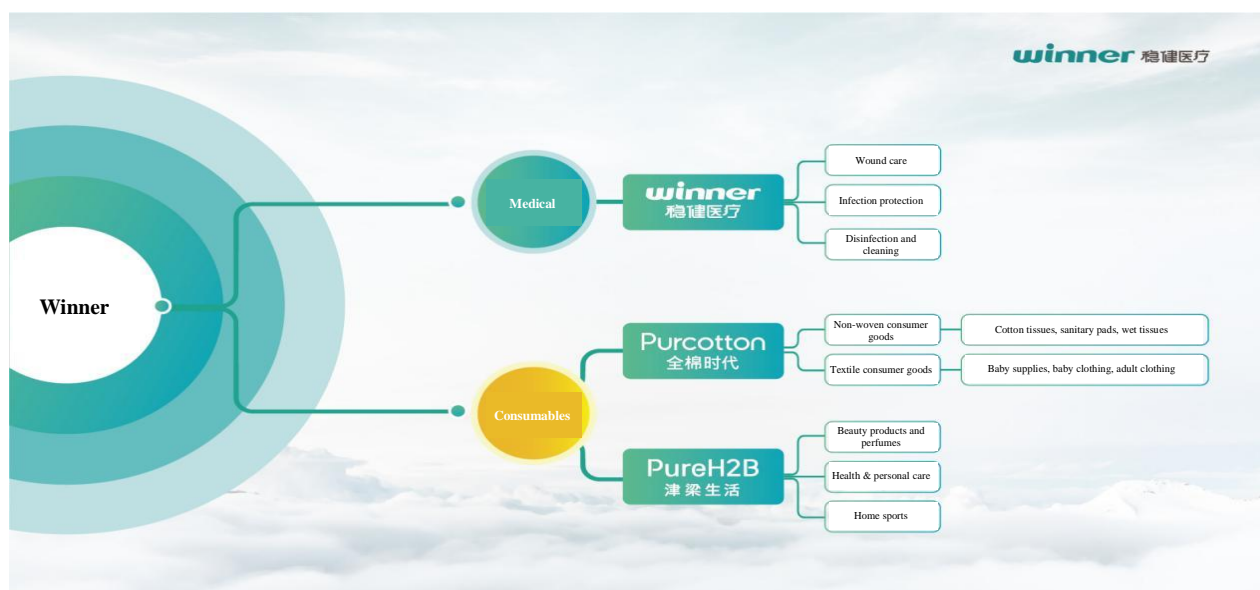 winner 稳健医疗
Winner
Medical
winner
稳健医疗
Wound care
Infection protection
Disinfection and
cleaning
Consumables
Purcotton
全棉时代
Non-woven consumer
goods
Cotton tissues, sanitary pads, wet tissues
Textile consumer goods
Baby supplies, baby clothing, adult clothing
PureH2B
津梁生活
Beauty products and
perfumes
Health & personal care
Home sports